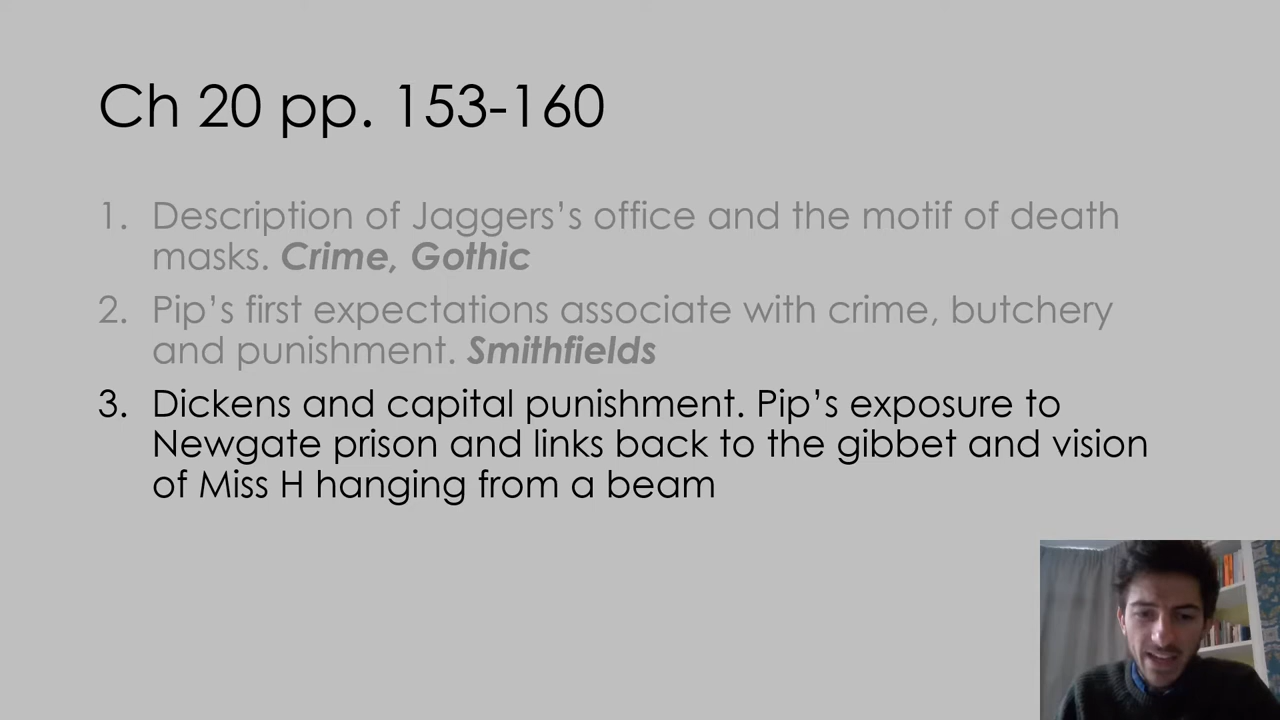 Ch 20 pp. 153-160
1. Description of Jaggers’s office and the motif of death
masks. Crime, Gothic
2. Pip’s first expectations associate with crime, butchery
and punishment. Smithfields
3. Dickens and capital punishment. Pip’s exposure to
Newgate prison and links back to the gibbet and vision
of Miss H hanging from a beam